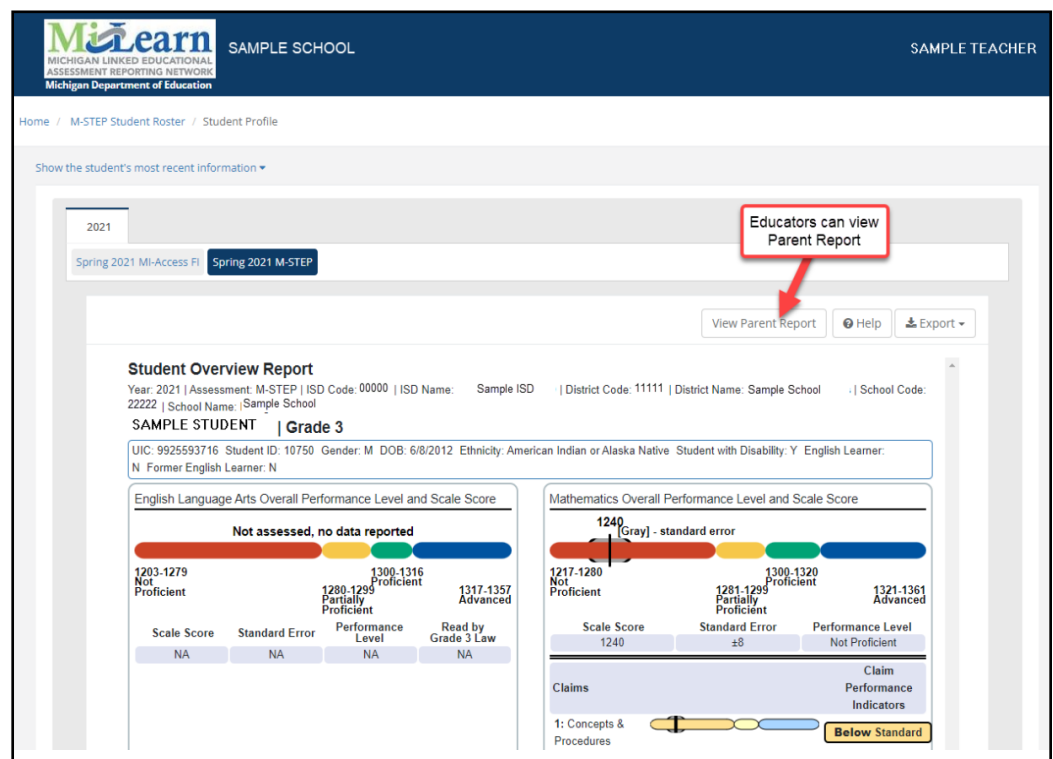 MiLearn
MICHIGAN LINKED EDUCATIONAL
ASSESSMENT REPORTING NETWORK
Michigan Department of Education
SAMPLE SCHOOL
SAMPLE TEACHER
Home / M-STEP Student Roster / Student Profile
Show the student's most recent information
2021
Educators can view
Parent Report
Spring 2021 MI-Access FI Spring 2021 M-STEP
View Parent Report Help Export
Student Overview Report
Year: 2021 | Assessment: M-STEP | ISD Code: 00000 | ISD Name: Sample ISD | District Code: 11111 | District Name: Sample School | School Code:
22222 | School Name: Sample School
SAMPLE STUDENT | Grade 3
UIC: 9925593716 Student ID: 10750 Gender: M DOB: 6/8/2012 Ethnicity: American Indian or Alaska Native Student with Disability: Y English Learner:
N Former English Learner: N
English Language Arts Overall Performance Level and Scale Score
Not assessed, no data reported
1203-1279
Not
Proficient
1280-1299
Partially
Proficient
1300-1316
Proficient
1317-1357
Advanced
Scale Score Standard Error Performance Level Read by Grade 3 Law
NA NA NA NA
Mathematics Overall Performance Level and Scale Score
1240
[Gray] - standard error
1217-1280
Not
Proficient
1281-1299
Partially
Proficient
1300-1320
Proficient
1321-1361
Advanced
Scale Score Standard Error Performance Level
1240 ±8 Not Proficient
Claims
Claim
Performa
nce
Indicators
1: Concepts &
Procedures
Below Standard